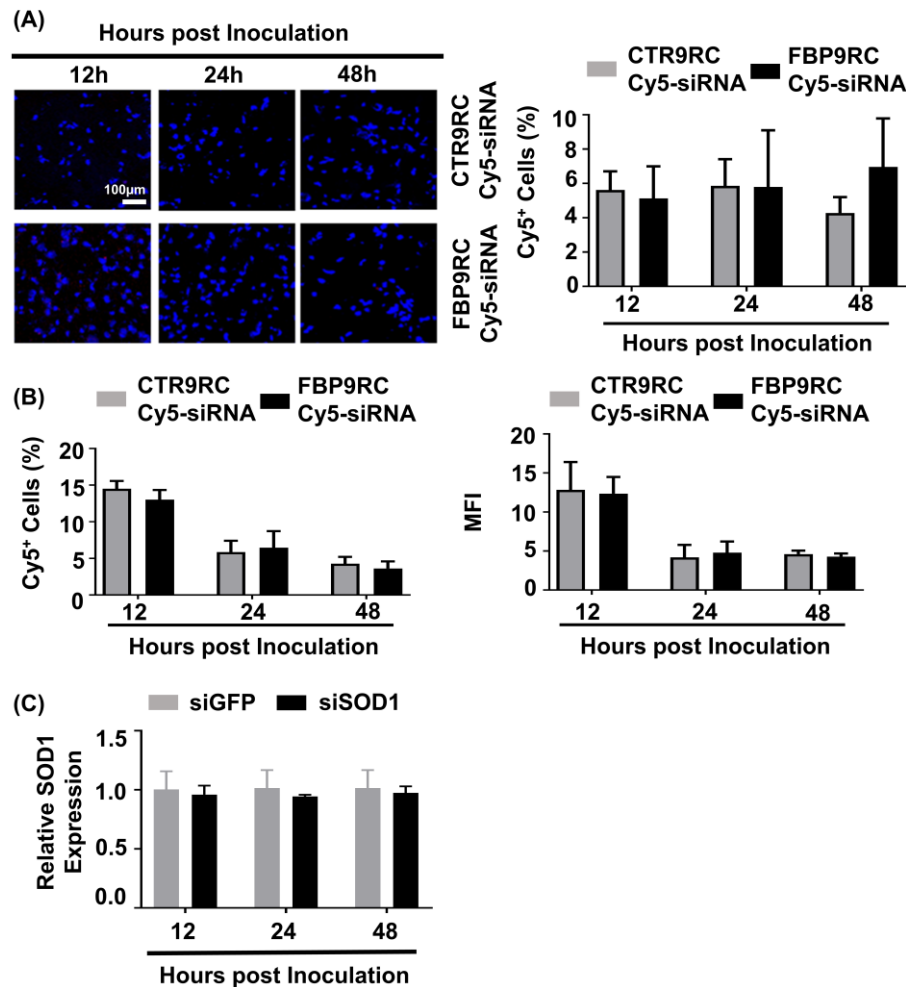 (A)
Hours post Inoculation
12h 24h 48h
100µm
CTR9RC
Cy5-siRNA
FBP9RC
Cy5-siRNA
CTR9RC
Cy5-siRNA
FBP9RC
Cy5-siRNA
Cy5+ Cells (%)
10
8
6
4
2
0
12 24 48
Hours post Inoculation
(B)
CTR9RC
Cy5-siRNA
FBP9RC
Cy5-siRNA
Cy5+ Cells (%)
20
15
10
5
0
12 24 48
Hours post Inoculation
CTR9RC
Cy5-siRNA
FBP9RC
Cy5-siRNA
MFI
20
15
10
5
0
12 24 48
Hours post Inoculation
(C)
siGFP siSOD1
Relative SOD1
Expression
1.5
1.0
0.5
0.0
12 24 48
Hours post Inoculation